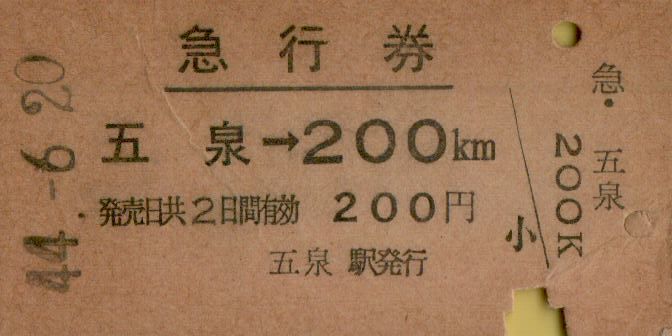 急行券
五泉→200km
発売日共2日間有効 200円
五泉駅発行
小
急・五泉
200K
44-6.20